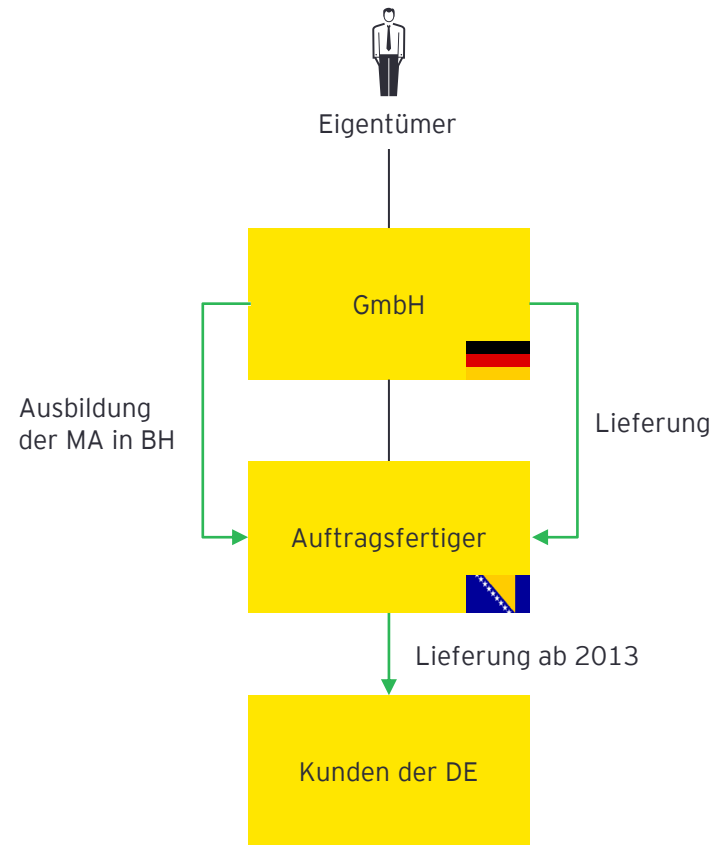 Eigentümer
GmbH
Ausbildung
der MA in BH
Lieferung
Auftragsfertiger
Lieferung ab 2013
Kunden der DE